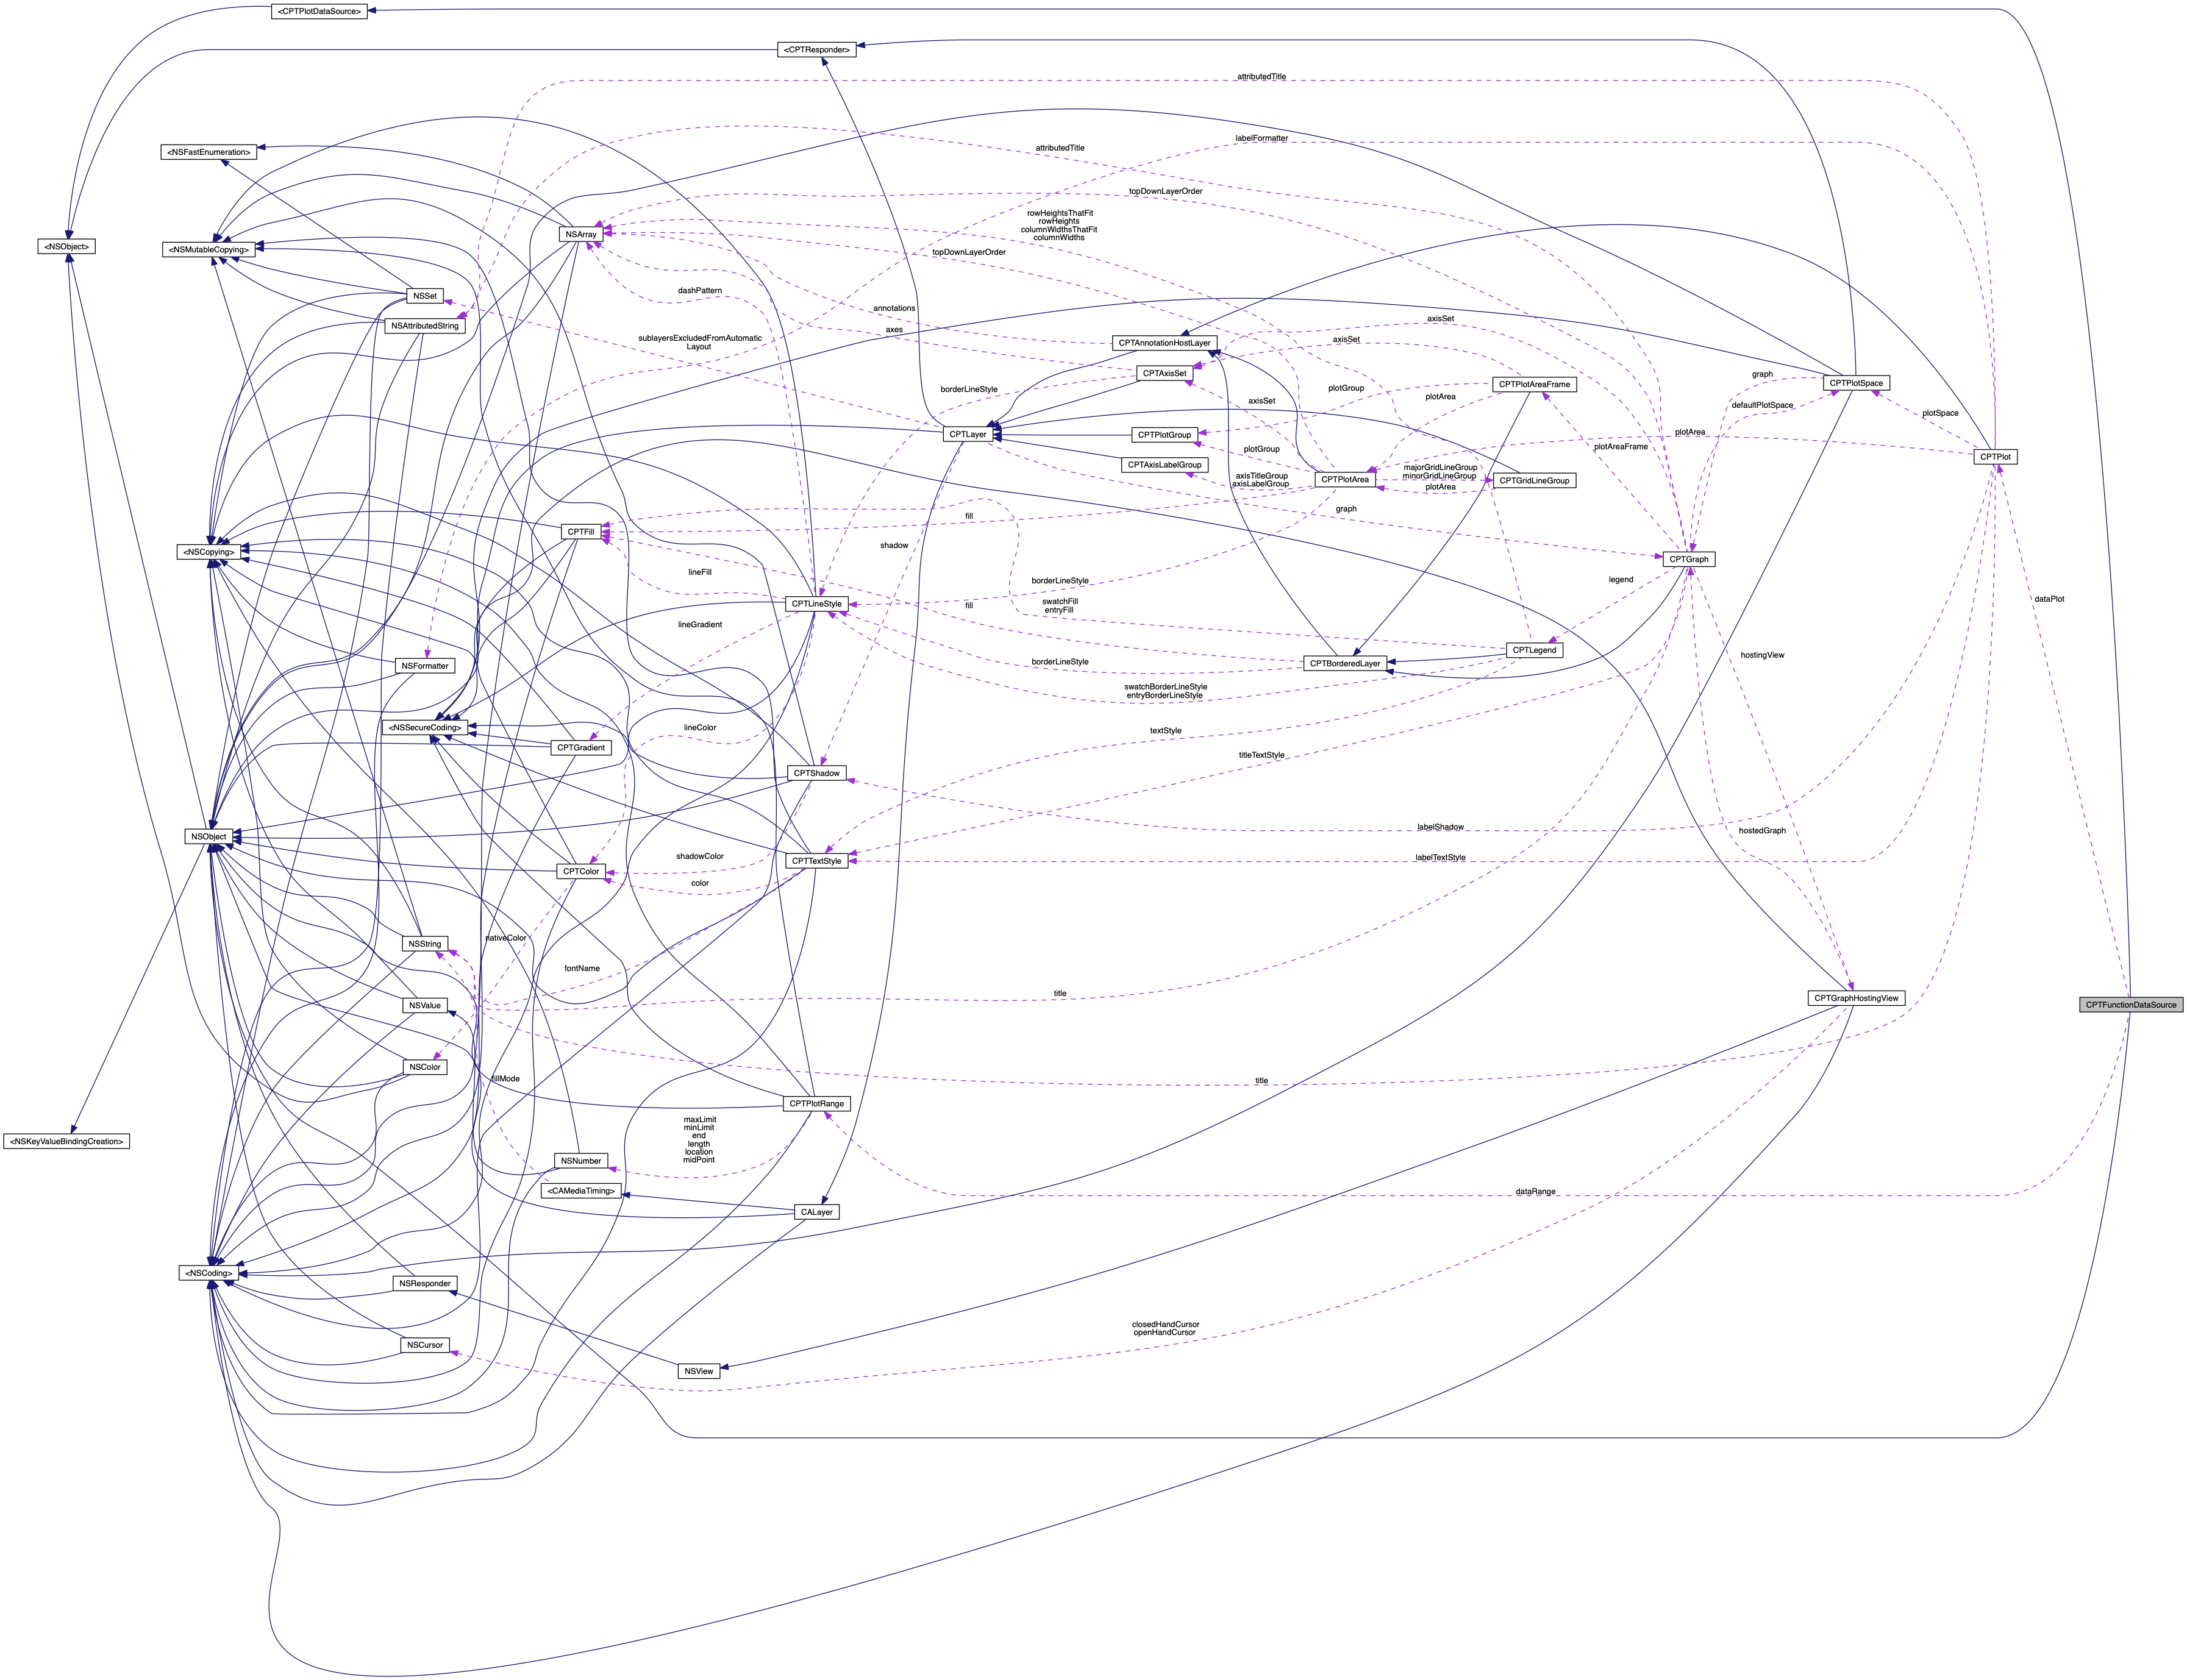 <CPTPlotDataSource>
<CPTResponder>
attributedTitle
labelFormatter
<NSFastEnumeration>
attributedTitle
topDownLayerOrder
rowHeightsThatFit
rowHeights
columnWidthsThatFit
columnWidths
NSArray
<NSObject>
<NSMutableCopying>
topDownLayerOrder
dashPattern
NSSet
annotations
axisSet
NSAttributedString
axes
sublayersExcludedFromAutomatic
Layout
CPTAnnotationHostLayer
axisSet
CPTAxisSet
graph
CPTPlotSpace
CPTPlotAreaFrame
borderLineStyle
plotGroup
plotArea
axisSet
defaultPlotSpace
plotSpace
CPTLayer
CPTPlotGroup
plotArea
plotAreaFrame
plotGroup
CPTPlot
CPTAxisLabelGroup
majorGridLineGroup
minorGridLineGroup
axisTitleGroup
axisLabelGroup
CPTPlotArea
CPTGridLineGroup
plotArea
graph
fill
CPTFill
shadow
<NSCopying>
CPTGraph
lineFill
borderLineStyle
legend
dataPlot
swatchFill
entryFill
fill
CPTLineStyle
lineGradient
CPTLegend
hostingView
NSFormatter
borderLineStyle
CPTBorderedLayer
swatchBorderLineStyle
entryBorderLineStyle
<NSSecureCoding>
lineColor
textStyle
CPTGradient
titleTextStyle
CPTShadow
labelShadow
hostedGraph
NSObject
shadowColor
CPTTextStyle
labelTextStyle
CPTColor
color
nativeColor
NSString
fontName
title
CPTGraphHostingView
NSValue
CPTFunctionDataSource
NSColor
fillMode
title
CPTPlotRange
maxLimit
minLimit
end
length
location
midPoint
<NSKeyValueBindingCreation>
NSNumber
<CAMediaTiming>
dataRange
CALayer
<NSCoding>
NSResponder
closedHandCursor
openHandCursor
NSCursor
NSView